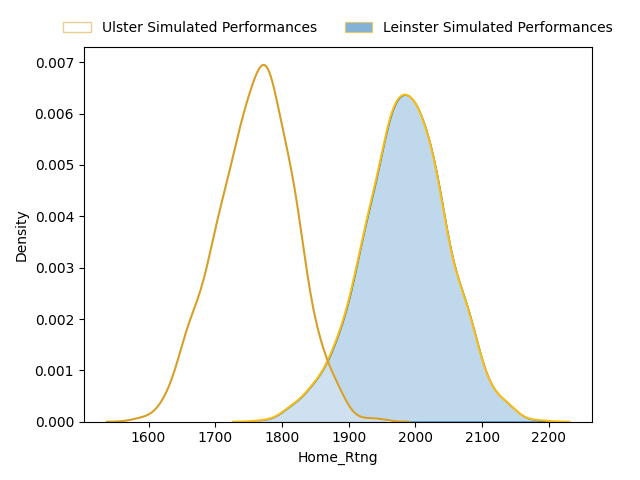 Ulster Simulated Performances Leinster Simulated Performances
0.007
0.006
0.005
0.004
0.003
0.002
0.001
0.000
Density
1600 1700 1800 1900 2000 2100 2200
Home_Rtng